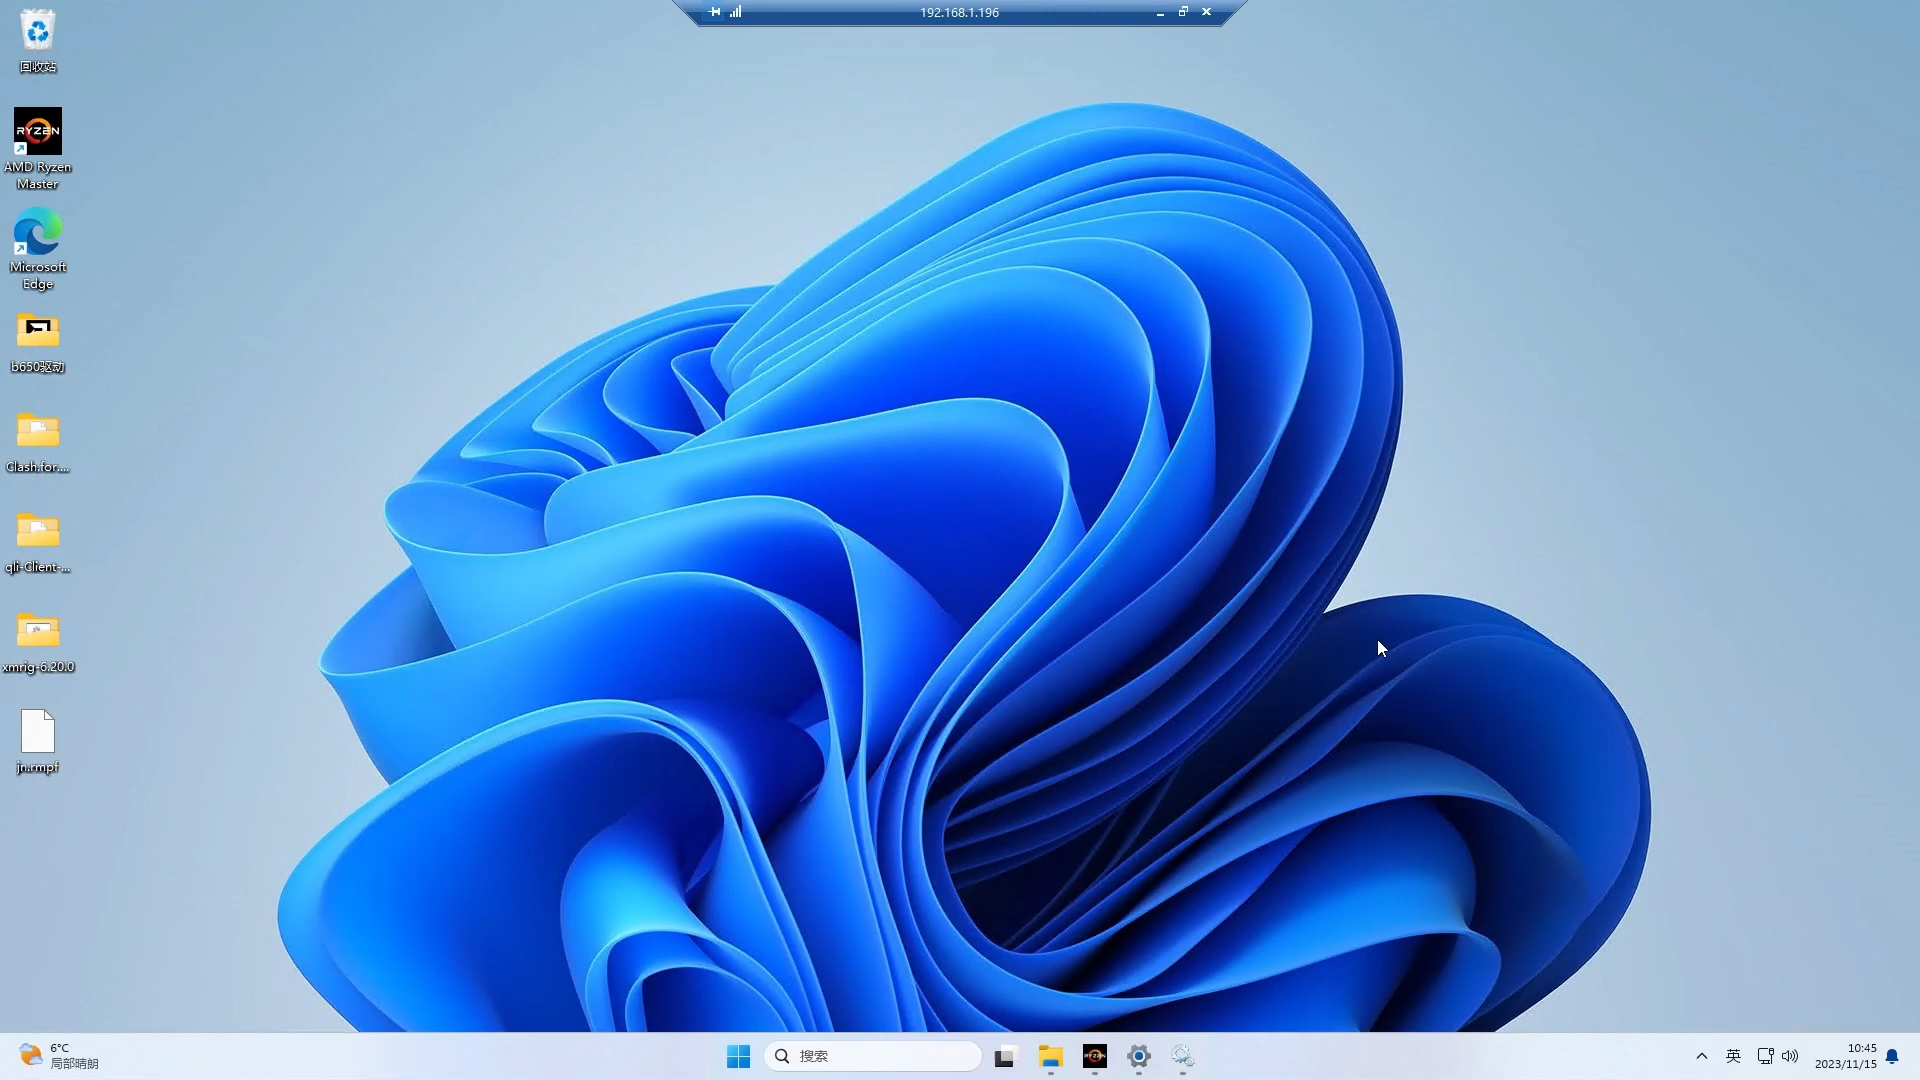 192.168.1.196
回收站
RYZEN
AMD Ryzen
Master
Microsoft
Edge
b650驱动
Clash.for....
qli-Client-...
xmrig-6.20.0
jn.rmpf
6°C
局部晴朗
搜索
RYZEN
英
10:45
2023/11/15